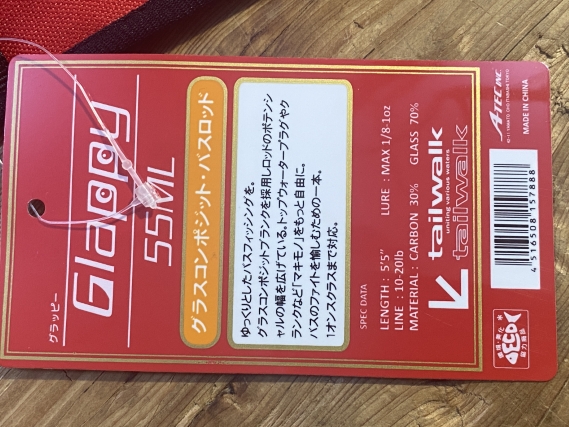 グラッピー
Glappy
55ML
グラスコンポジット・バスロッド
ゆっくりとしたバスフィッシングを。
グラスコンポジットブランクを採用しロッドのポテンシ
ャルの幅を広げている。トップウォータープラグやク
ランクなど「マキモノ」をもっと自由に。
バスのファイトを愉しむための一本。
1オンスクラスまで対応。
SPEC DATA
LENGTH : 5'5" LURE : MAX 1/8-1oz
LINE : 10-20lb
MATERIAL : CARBON 30% GLASS 70%
tailwalk
uniting various waters
tailwalk
4 516508 157888
A-TEC INC.
MADE IN CHINA